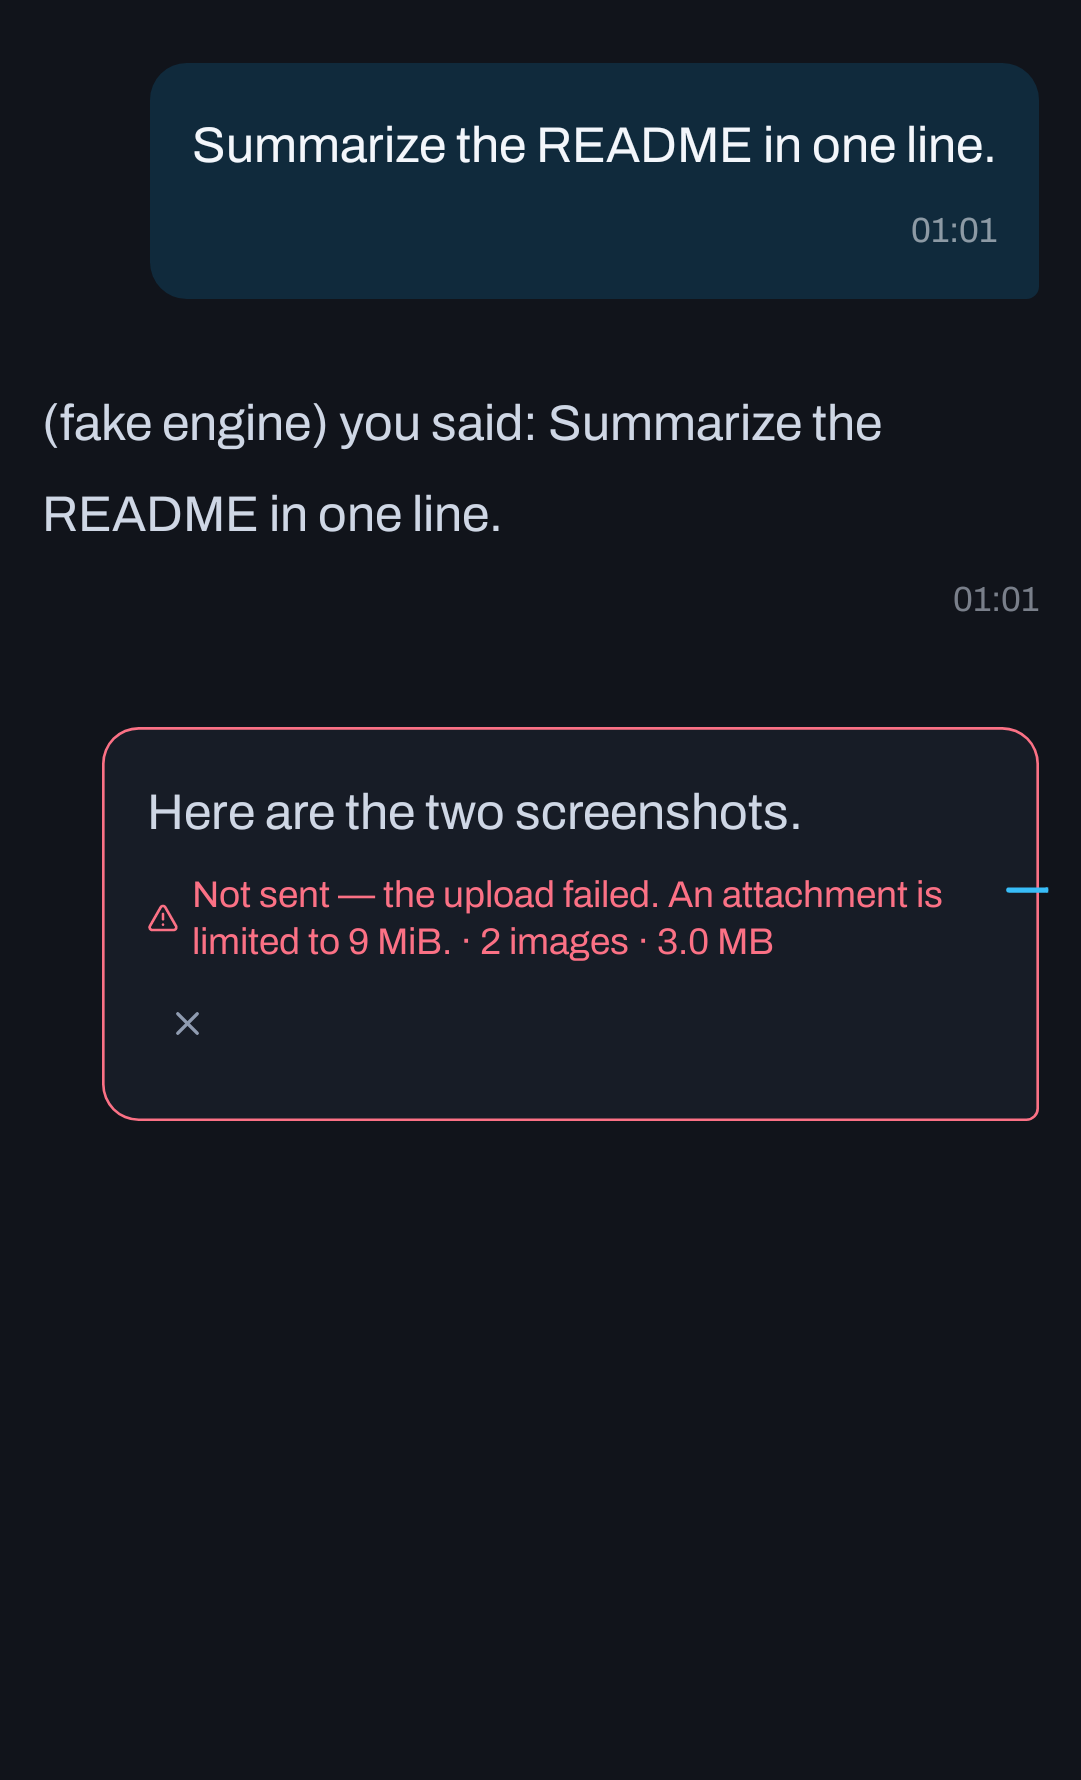 Summarize the README in one line.
01:01
(fake engine) you said: Summarize the
README in one line.
01:01
Here are the two screenshots.
Not sent — the upload failed. An attachment is
limited to 9 MiB. · 2 images · 3.0 MB